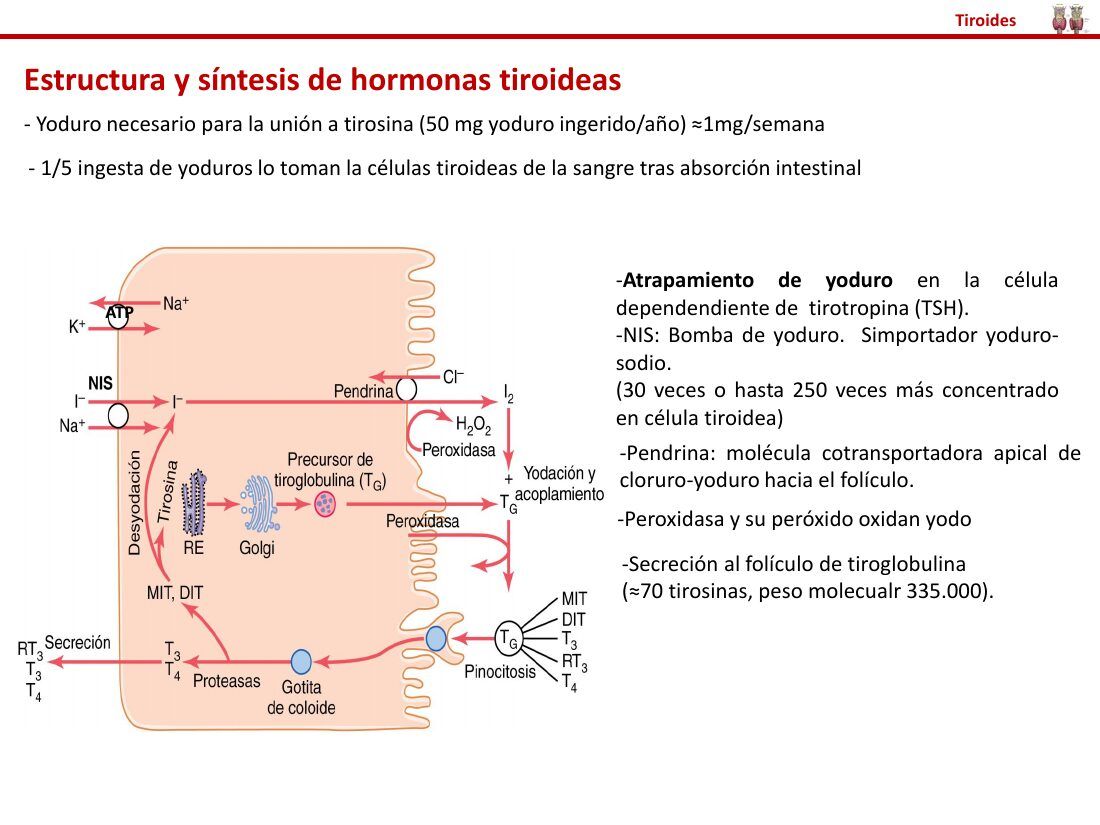 Tiroides
Estructura y síntesis de hormonas tiroideas
- Yoduro necesario para la unión a tirosina (50 mg yoduro ingerido/año) ≈1mg/semana
- 1/5 ingesta de yoduros lo toman la células tiroideas de la sangre tras absorción intestinal
Na⁺
ATP
K⁺
NIS
I⁻
Na⁺
I⁻
Pendrina
Cl⁻
I₂
H₂O₂
Peroxidasa
Desyodación
Tirosina
Precursor de
tiroglobulina (T_G)
+
T_G
Yodación y
acoplamiento
Peroxidasa
RE
Golgi
MIT, DIT
RT₃
T₃
T₄
Secreción
T₃
T₄
Proteasas
Gotita
de coloide
Pinocitosis
T_G
MIT
DIT
T₃
RT₃
T₄
-Atrapamiento de yoduro en la célula
dependendiente de tirotropina (TSH).
-NIS: Bomba de yoduro. Simportador yoduro-
sodio.
(30 veces o hasta 250 veces más concentrado
en célula tiroidea)
-Pendrina: molécula cotransportadora apical de
cloruro-yoduro hacia el folículo.
-Peroxidasa y su peróxido oxidan yodo
-Secreción al folículo de tiroglobulina
(≈70 tirosinas, peso molecualr 335.000).